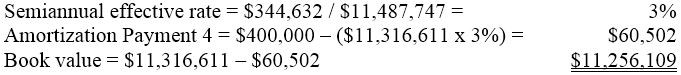 Semiannual effective rate = $344,632 / $11,487,747 = 3%
Amortization Payment 4 = $400,000 – ($11,316,611 x 3%) = $60,502
Book value = $11,316,611 – $60,502 $11,256,109